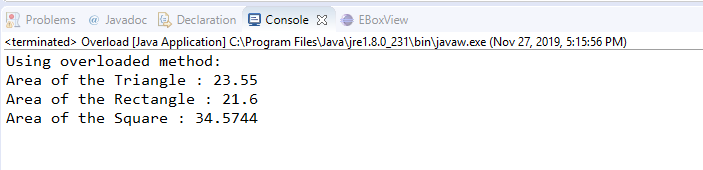 Problems @ Javadoc Declaration Console EBoxView
<terminated> Overload [Java Application] C:\Program Files\Java\jre1.8.0_231\bin\javaw.exe (Nov 27, 2019, 5:15:56 PM)
Using overloaded method:
Area of the Triangle : 23.55
Area of the Rectangle : 21.6
Area of the Square : 34.5744